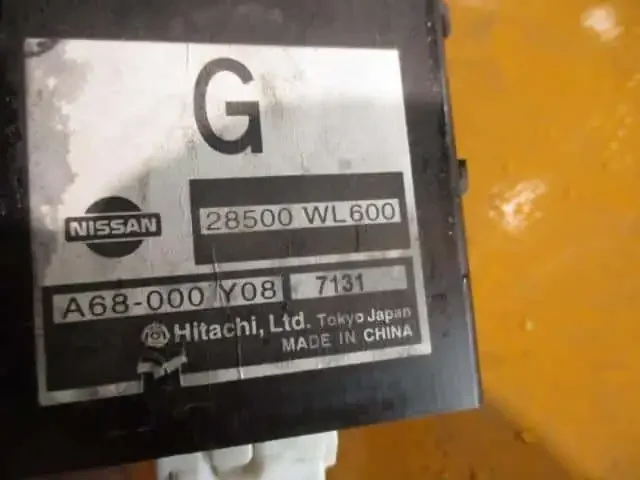 G
NISSAN
28500 WL600
A68-000 Y08 7131
Hitachi, Ltd. Tokyo Japan
MADE IN CHINA